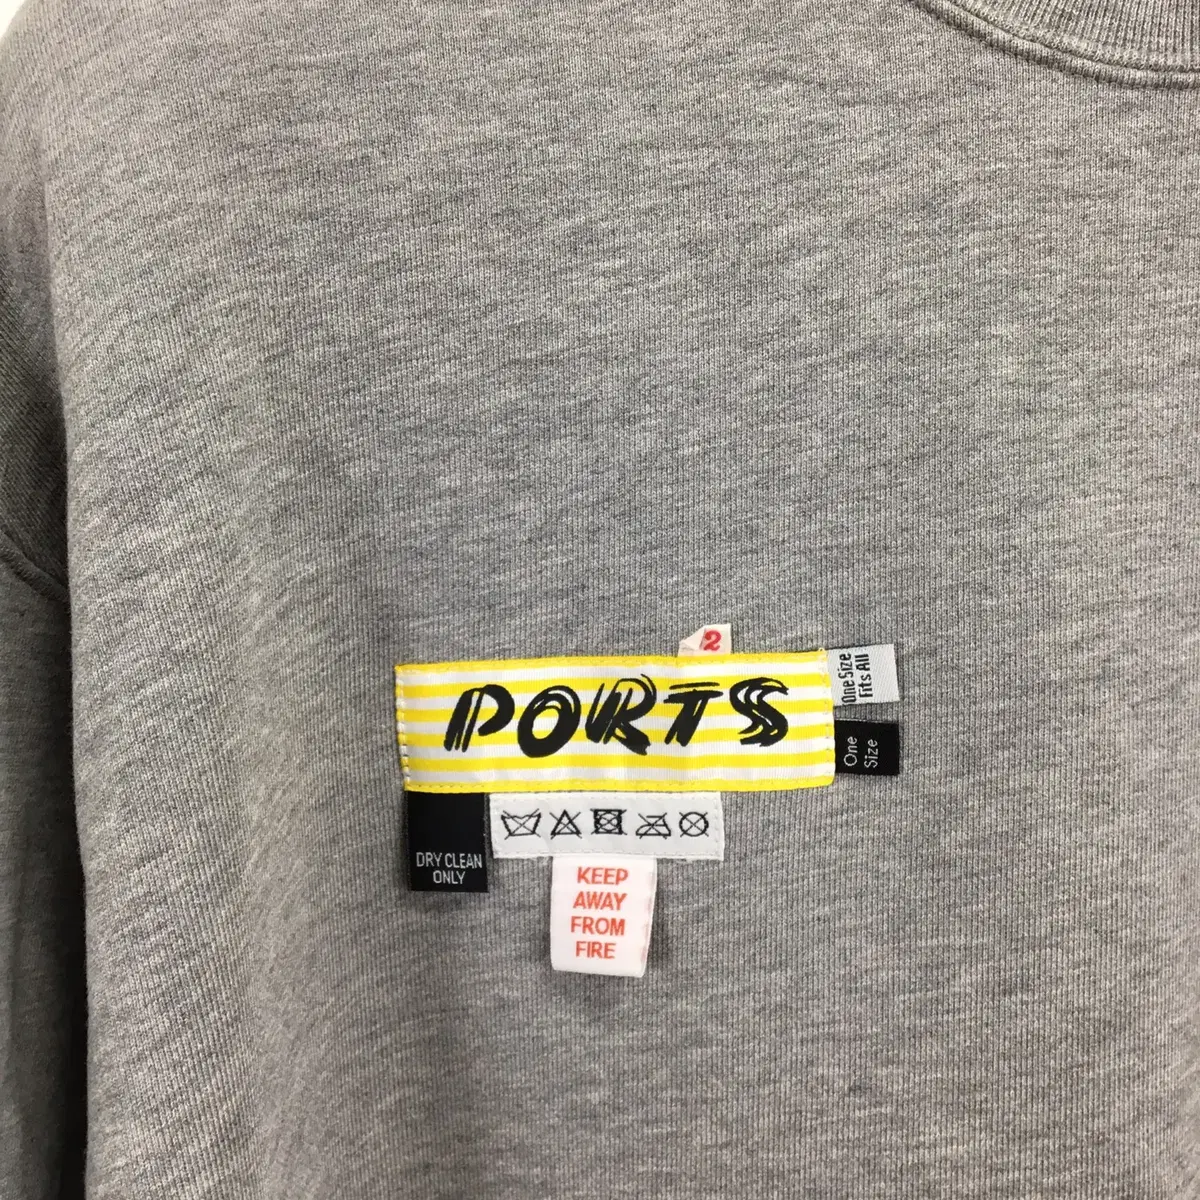 2
PORTS
One Size
Fits All
One
Size
DRY CLEAN
ONLY
KEEP
AWAY
FROM
FIRE